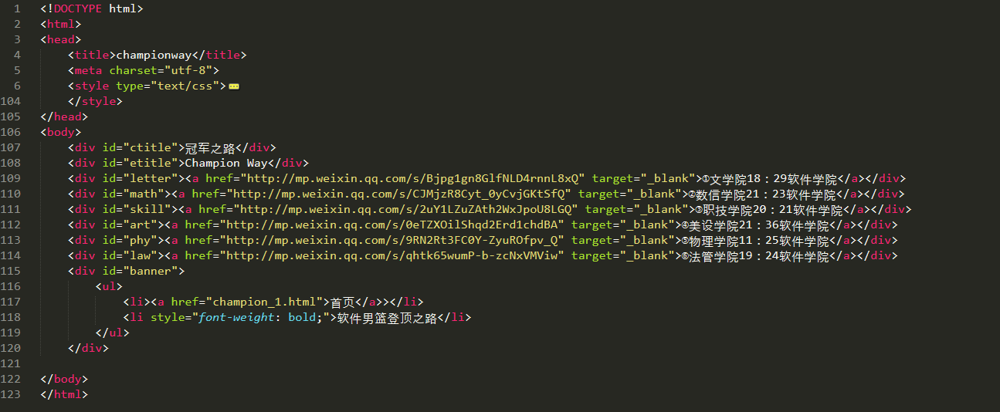 1 <!DOCTYPE html>
2 <html>
3 <head>
4     <title>championway</title>
5     <meta charset="utf-8">
6     <style type="text/css">
104     </style>
105 </head>
106 <body>
107     <div id="ctitle">冠军之路</div>
108     <div id="etitle">Champion Way</div>
109     <div id="letter"><a href="http://mp.weixin.qq.com/s/Bjpg1gn8GlfNLD4rnnL8xQ" target="_blank">①文学院18：29软件学院</a></div>
110     <div id="math"><a href="http://mp.weixin.qq.com/s/CJMjzR8Cyt_0yCvjGKtSfQ" target="_blank">②数信学院21：23软件学院</a></div>
111     <div id="skill"><a href="http://mp.weixin.qq.com/s/2uY1LZuZAth2WxJpoU8LGQ" target="_blank">③职技学院20：21软件学院</a></div>
112     <div id="art"><a href="http://mp.weixin.qq.com/s/0eTZXOilShqd2Erd1chdBA" target="_blank">④美设学院21：36软件学院</a></div>
113     <div id="phy"><a href="http://mp.weixin.qq.com/s/9RN2Rt3FC0Y-ZyuROfpv_Q" target="_blank">⑤物理学院11：25软件学院</a></div>
114     <div id="law"><a href="http://mp.weixin.qq.com/s/qhtk65wumP-b-zcNxVMViw" target="_blank">⑥法管学院19：24软件学院</a></div>
115     <div id="banner">
116         <ul>
117             <li><a href="champion_1.html">首页</a>></li>
118             <li style="font-weight: bold;">软件男篮登顶之路</li>
119         </ul>
120     </div>
121
122 </body>
123 </html>